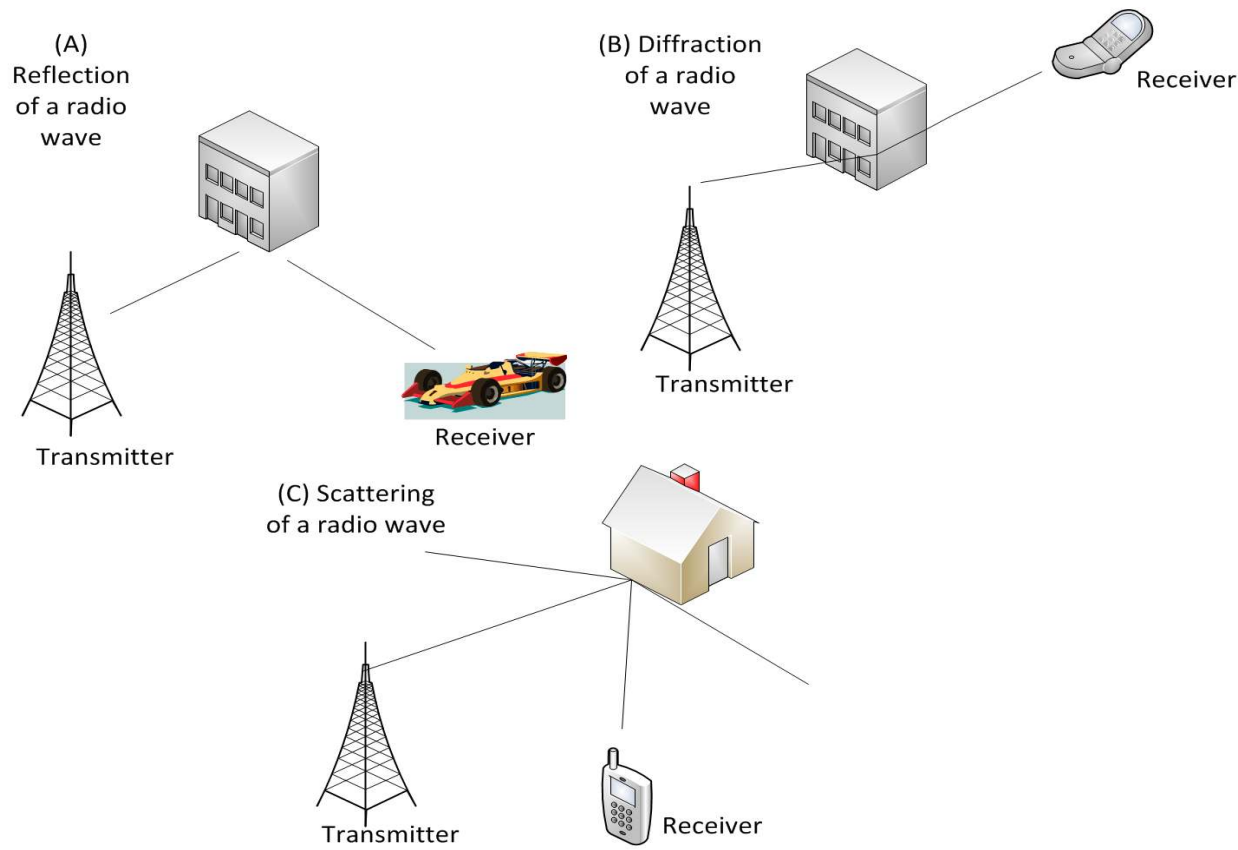 (A)
Reflection
of a radio
wave
Transmitter
Receiver
(B) Diffraction
of a radio
wave
Receiver
Transmitter
(C) Scattering
of a radio wave
Transmitter
Receiver